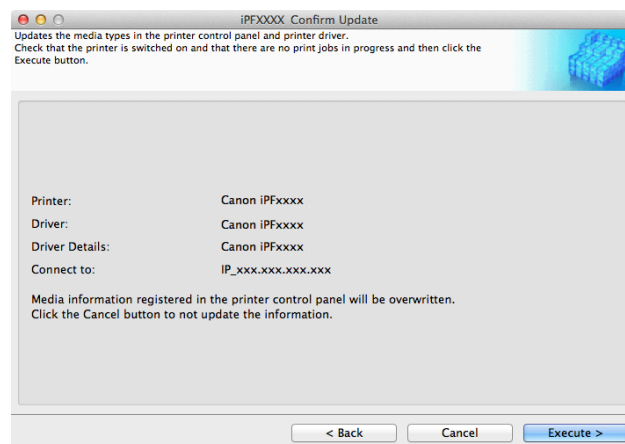 iPFXXXX Confirm Update
Updates the media types in the printer control panel and printer driver.
Check that the printer is switched on and that there are no print jobs in progress and then click the
Execute button.
Printer: Canon iPFxxxx
Driver: Canon iPFxxxx
Driver Details: Canon iPFxxxx
Connect to: IP_xxx.xxx.xxx.xxx
Media information registered in the printer control panel will be overwritten.
Click the Cancel button to not update the information.
< Back Cancel Execute >